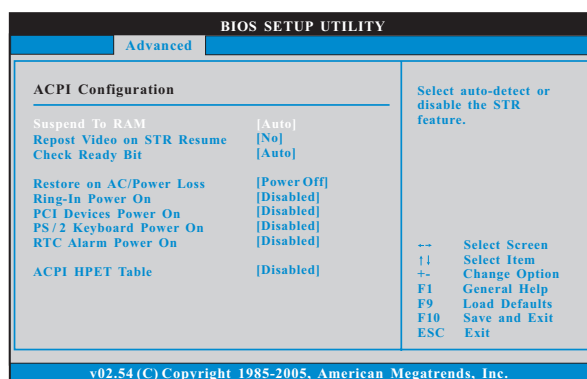 BIOS SETUP UTILITY
Advanced
ACPI Configuration
Suspend To RAM [Auto]
Repost Video on STR Resume [No]
Check Ready Bit [Auto]
Restore on AC/Power Loss [Power Off]
Ring-In Power On [Disabled]
PCI Devices Power On [Disabled]
PS/2 Keyboard Power On [Disabled]
RTC Alarm Power On [Disabled]
ACPI HPET Table [Disabled]
Select auto-detect or
disable the STR
feature.
←→ Select Screen
↑↓ Select Item
+- Change Option
F1 General Help
F9 Load Defaults
F10 Save and Exit
ESC Exit
v02.54 (C) Copyright 1985-2005, American Megatrends, Inc.